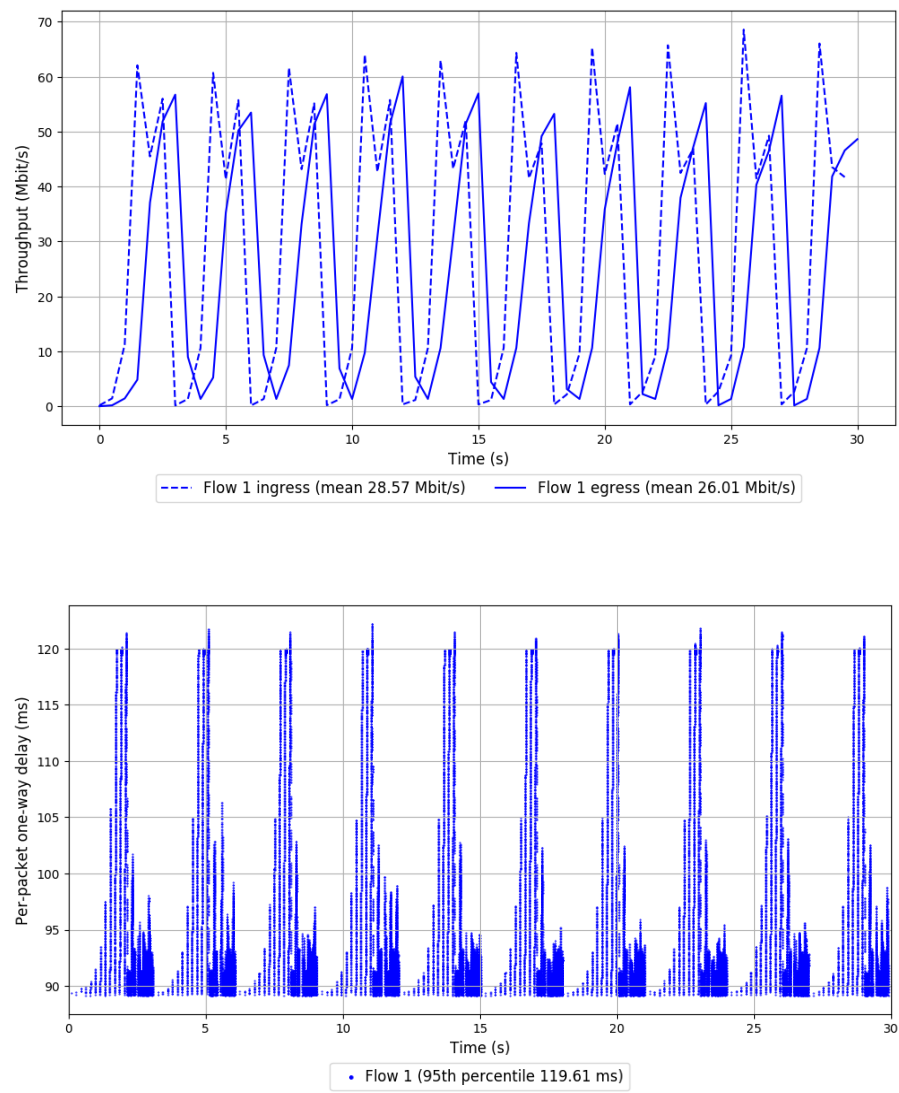 70
60
50
40
30
20
10
0
Throughput (Mbit/s)
0 5 10 15 20 25 30
Time (s)
Flow 1 ingress (mean 28.57 Mbit/s) Flow 1 egress (mean 26.01 Mbit/s)
120
115
110
105
100
95
90
Per-packet one-way delay (ms)
0 5 10 15 20 25 30
Time (s)
Flow 1 (95th percentile 119.61 ms)